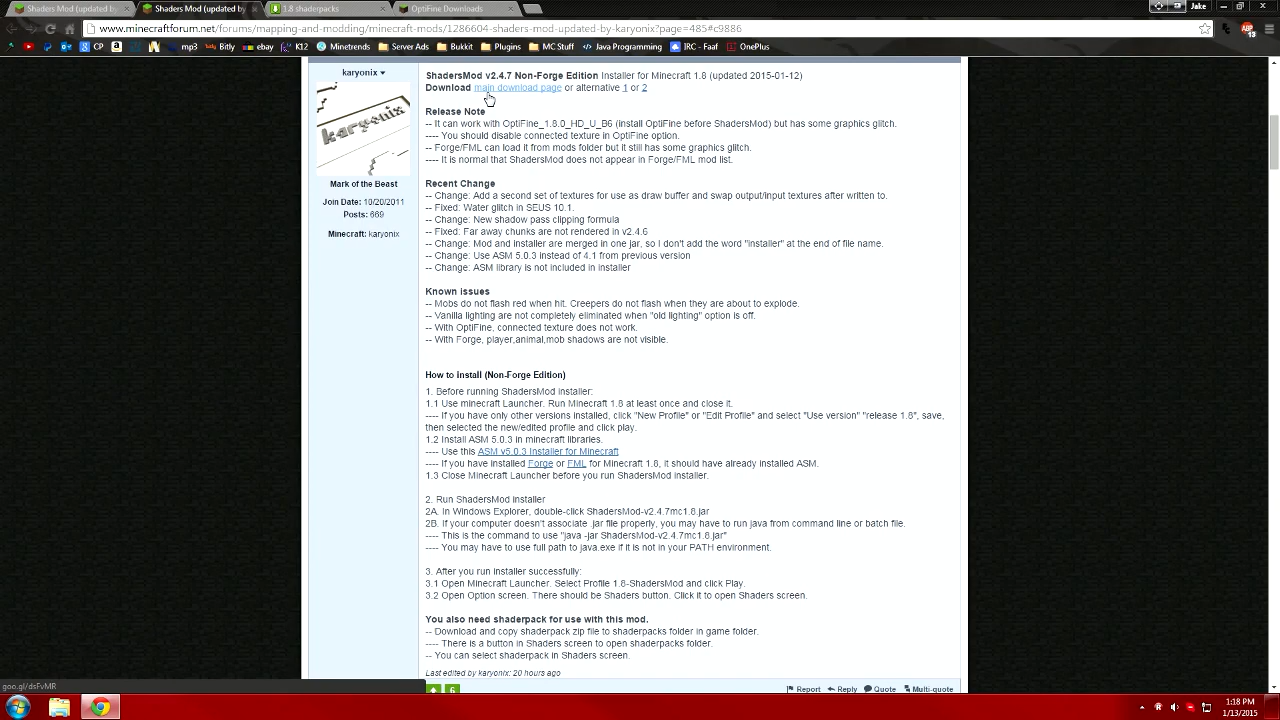 Shaders Mod (updated by
Shaders Mod (updated by
1.8 shaderpacks
OptiFine Downloads
Jake
www.minecraftforum.net/forums/mapping-and-modding/minecraft-mods/1286604-shaders-mod-updated-by-karyonix?page=485#c9886
Apps
CP
mp3
Bitly
ebay
K12
Minetrends
Server Ads
Bukkit
Plugins
MC Stuff
Java Programming
IRC - Faaf
OnePlus
karyonix
karyonix
Mark of the Beast
Join Date: 10/20/2011
Posts: 669
Minecraft: karyonix
ShadersMod v2.4.7 Non-Forge Edition Installer for Minecraft 1.8 (updated 2015-01-12)
Download main download page or alternative 1 or 2
Release Note
-- It can work with OptiFine_1.8.0_HD_U_B6 (install OptiFine before ShadersMod) but has some graphics glitch.
---- You should disable connected texture in OptiFine option.
-- Forge/FML can load it from mods folder but it still has some graphics glitch.
---- It is normal that ShadersMod does not appear in Forge/FML mod list.
Recent Change
-- Change: Add a second set of textures for use as draw buffer and swap output/input textures after written to.
-- Fixed: Water glitch in SEUS 10.1.
-- Change: New shadow pass clipping formula
-- Fixed: Far away chunks are not rendered in v2.4.6
-- Change: Mod and installer are merged in one jar, so I don't add the word "installer" at the end of file name.
-- Change: Use ASM 5.0.3 instead of 4.1 from previous version
-- Change: ASM library is not included in installer
Known issues
-- Mobs do not flash red when hit. Creepers do not flash when they are about to explode.
-- Vanilla lighting are not completely eliminated when "old lighting" option is off.
-- With OptiFine, connected texture does not work.
-- With Forge, player,animal,mob shadows are not visible.
How to install (Non-Forge Edition)
1. Before running ShadersMod installer:
1.1 Use minecraft Launcher. Run Minecraft 1.8 at least once and close it.
---- If you have only other versions installed, click "New Profile" or "Edit Profile" and select "Use version" "release 1.8", save,
then selected the new/edited profile and click play.
1.2 Install ASM 5.0.3 in minecraft libraries.
---- Use this ASM v5.0.3 Installer for Minecraft
---- If you have installed Forge or FML for Minecraft 1.8, it should have already installed ASM.
1.3 Close Minecraft Launcher before you run ShadersMod installer.
2. Run ShadersMod installer
2A. In Windows Explorer, double-click ShadersMod-v2.4.7mc1.8.jar
2B. If your computer doesn't associate .jar file properly, you may have to run java from command line or batch file.
---- This is the command to use "java -jar ShadersMod-v2.4.7mc1.8.jar"
---- You may have to use full path to java.exe if it is not in your PATH environment.
3. After you run installer successfully:
3.1 Open Minecraft Launcher. Select Profile 1.8-ShadersMod and click Play.
3.2 Open Option screen. There should be Shaders button. Click it to open Shaders screen.
You also need shaderpack for use with this mod.
-- Download and copy shaderpack zip file to shaderpacks folder in game folder.
---- There is a button in Shaders screen to open shaderpacks folder.
-- You can select shaderpack in Shaders screen.
Last edited by karyonix: 20 hours ago
6
Report
Reply
Quote
Multi-quote
goo.gl/dsFvMR
1:18 PM
1/13/2015